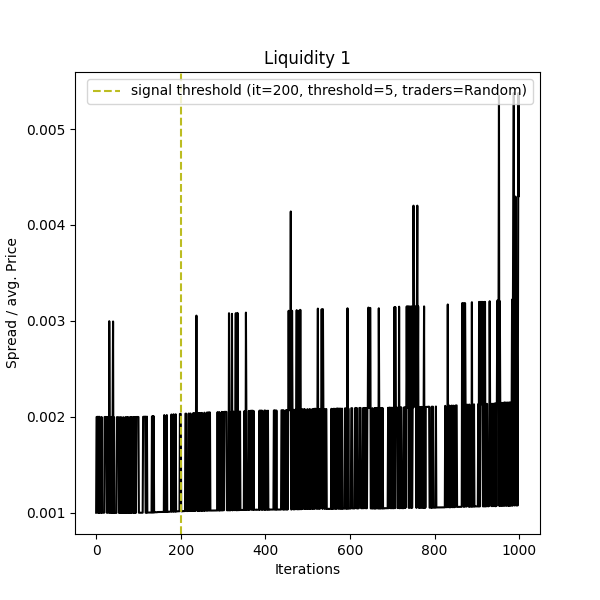 Liquidity 1
signal threshold (it=200, threshold=5, traders=Random)
Spread / avg. Price
0.005
0.004
0.003
0.002
0.001
0
200
400
600
800
1000
Iterations